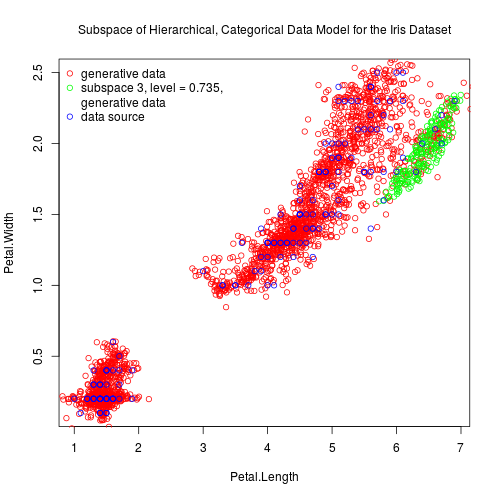 Subspace of Hierarchical, Categorical Data Model for the Iris Dataset
generative data
subspace 3, level = 0.735,
generative data
data source
2.5
2.0
1.5
1.0
0.5
Petal.Width
1 2 3 4 5 6 7
Petal.Length